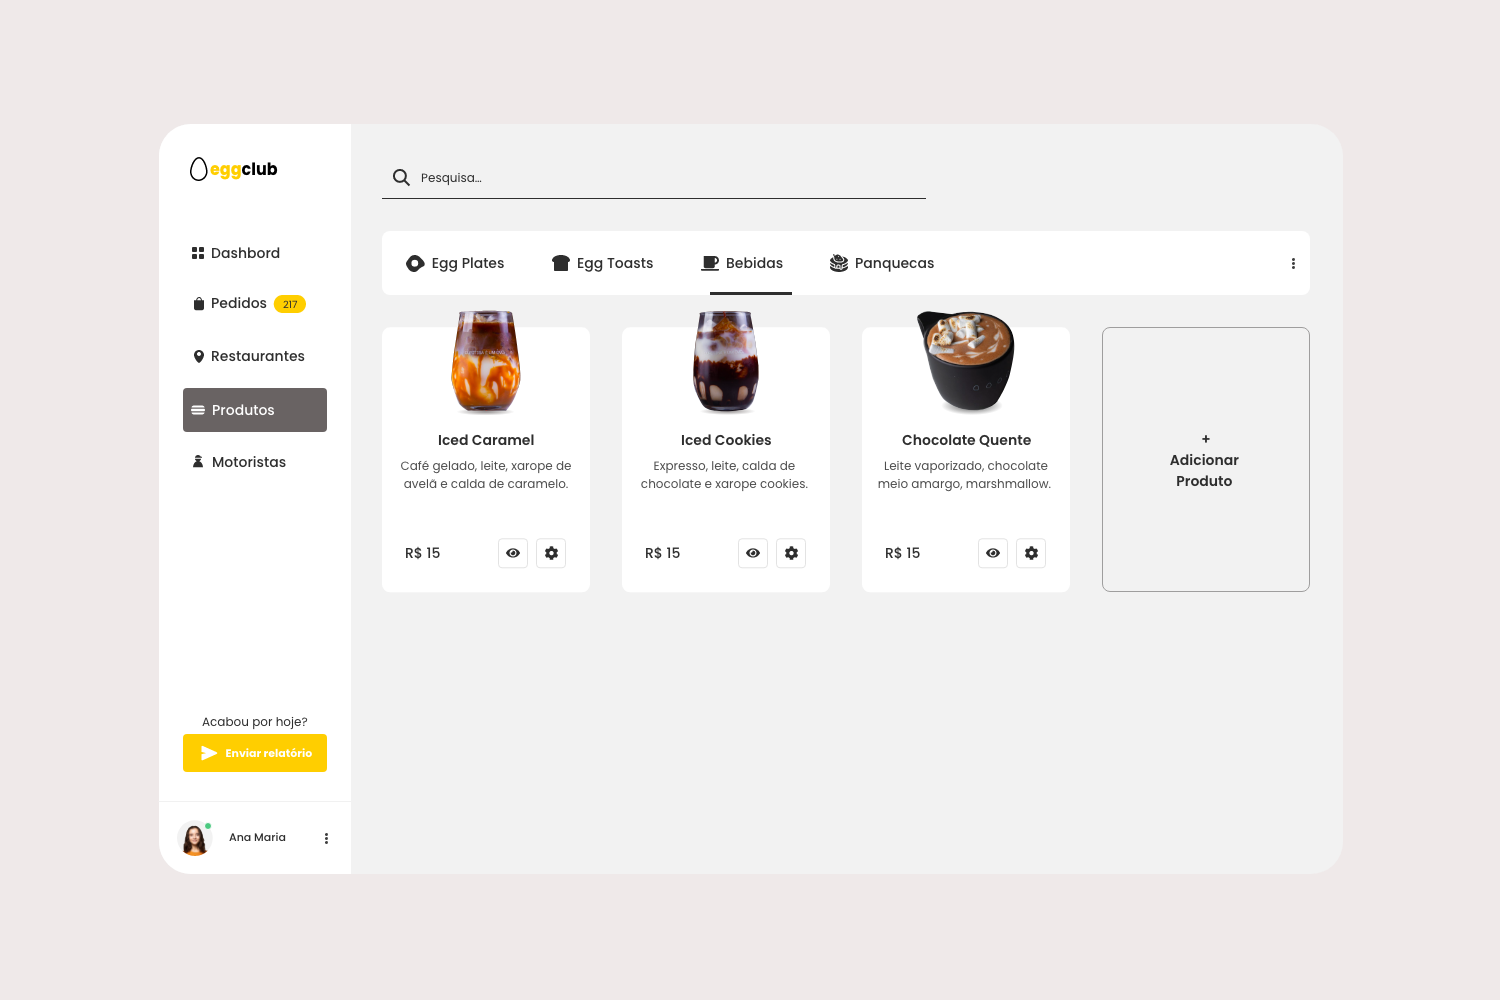 eggclub
Pesquisa...
Dashbord
Pedidos 217
Restaurantes
Produtos
Motoristas
Acabou por hoje?
Enviar relatório
Ana Maria
Egg Plates
Egg Toasts
Bebidas
Panquecas
Iced Caramel
Café gelado, leite, xarope de
avelã e calda de caramelo.
R$ 15
Iced Cookies
Expresso, leite, calda de
chocolate e xarope cookies.
R$ 15
Chocolate Quente
Leite vaporizado, chocolate
meio amargo, marshmallow.
R$ 15
+
Adicionar
Produto